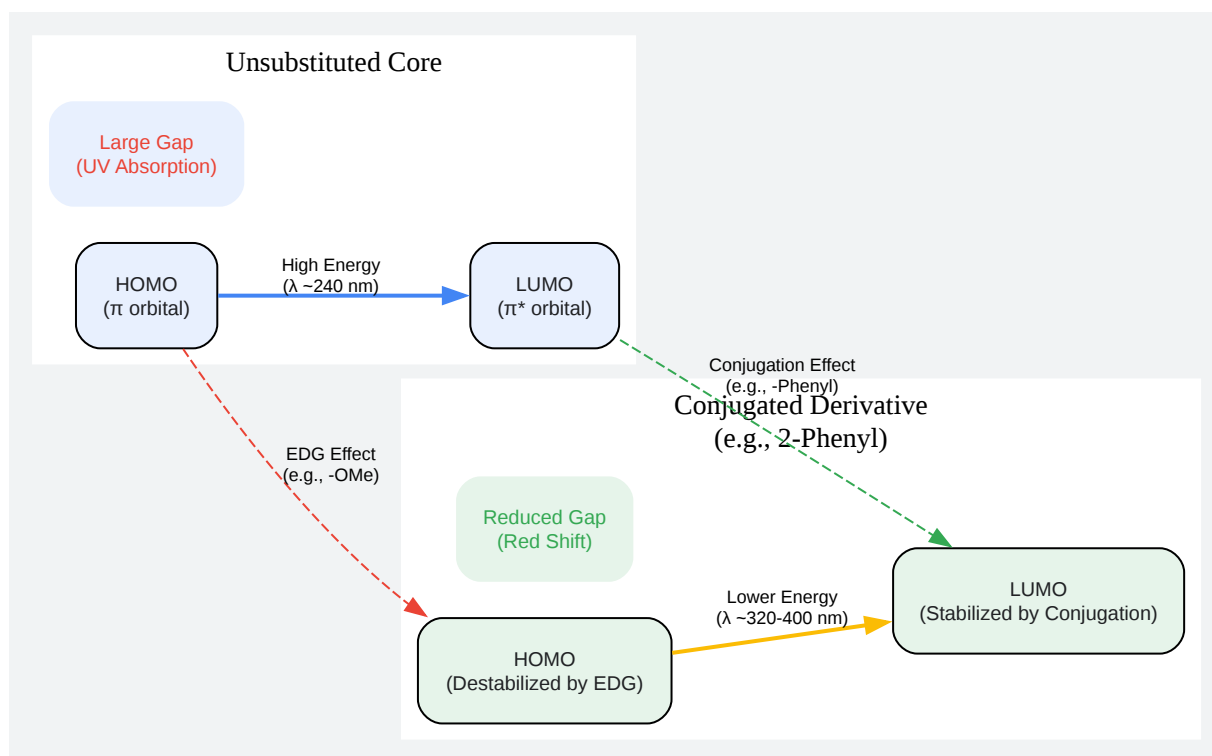 Unsubstituted Core
Large Gap
(UV Absorption)
HOMO
(π orbital)
High Energy
(λ ~240 nm)
LUMO
(π* orbital)
Conjugation Effect
(e.g., -Phenyl)
Conjugated Derivative
(e.g., 2-Phenyl)
EDG Effect
(e.g., -OMe)
Reduced Gap
(Red Shift)
HOMO
(Destabilized by EDG)
Lower Energy
(λ ~320-400 nm)
LUMO
(Stabilized by Conjugation)